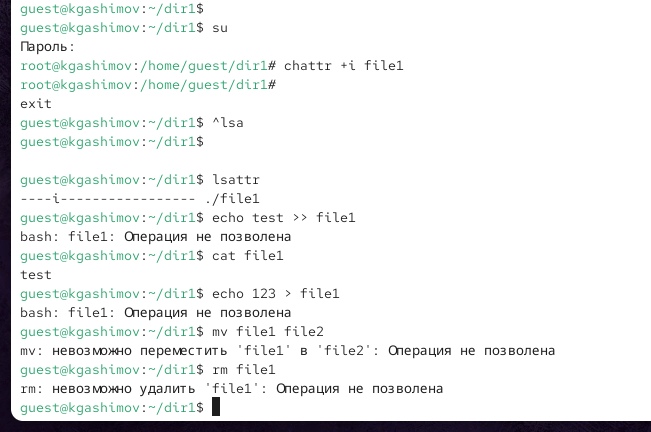 guest@kgashimov:~/dir1$
guest@kgashimov:~/dir1$ su
Пароль:
root@kgashimov:/home/guest/dir1# chattr +i file1
root@kgashimov:/home/guest/dir1#
exit
guest@kgashimov:~/dir1$ ^lsa
guest@kgashimov:~/dir1$
guest@kgashimov:~/dir1$ lsattr
----i----------------- ./file1
guest@kgashimov:~/dir1$ echo test >> file1
bash: file1: Операция не позволена
guest@kgashimov:~/dir1$ cat file1
test
guest@kgashimov:~/dir1$ echo 123 > file1
bash: file1: Операция не позволена
guest@kgashimov:~/dir1$ mv file1 file2
mv: невозможно переместить 'file1' в 'file2': Операция не позволена
guest@kgashimov:~/dir1$ rm file1
rm: невозможно удалить 'file1': Операция не позволена
guest@kgashimov:~/dir1$